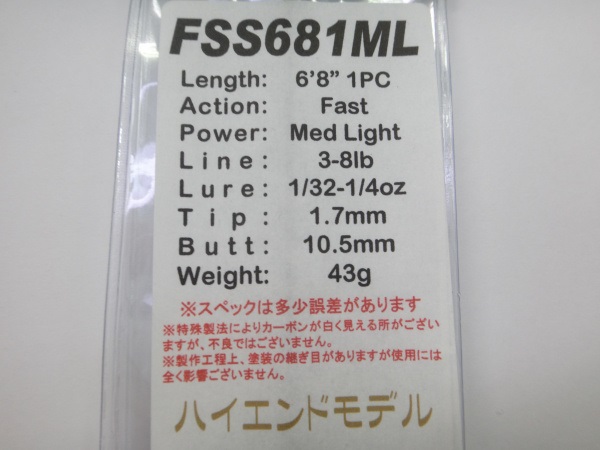 FSS681ML
Length: 6'8" 1PC
Action: Fast
Power: Med Light
Line: 3-8lb
Lure: 1/32-1/4oz
Tip: 1.7mm
Butt: 10.5mm
Weight: 43g
※スペックは多少誤差があります
※特殊製法によりカーボンが白く見える所がござい
ますが、不良ではございません。
※製作工程上、塗装の継ぎ目がありますが使用には
全く影響ございません。
ハイエンドモデル